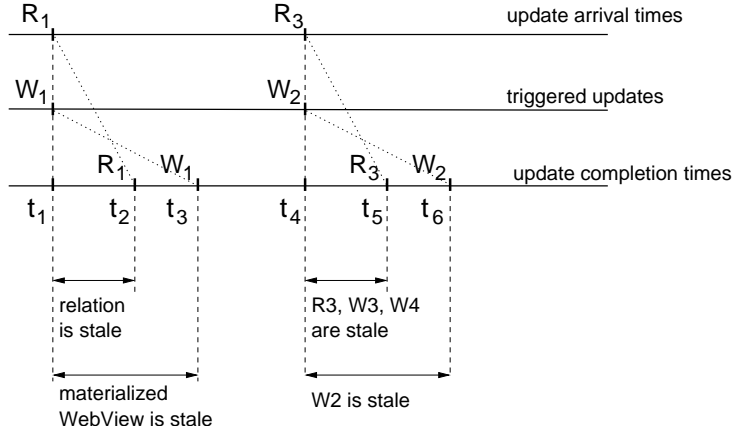 R1 R3 update arrival times
W1 W2 triggered updates
R1 W1 R3 W2 update completion times
t1 t2 t3 t4 t5 t6
relation R3, W3, W4
is stale are stale
materialized W2 is stale
WebView is stale